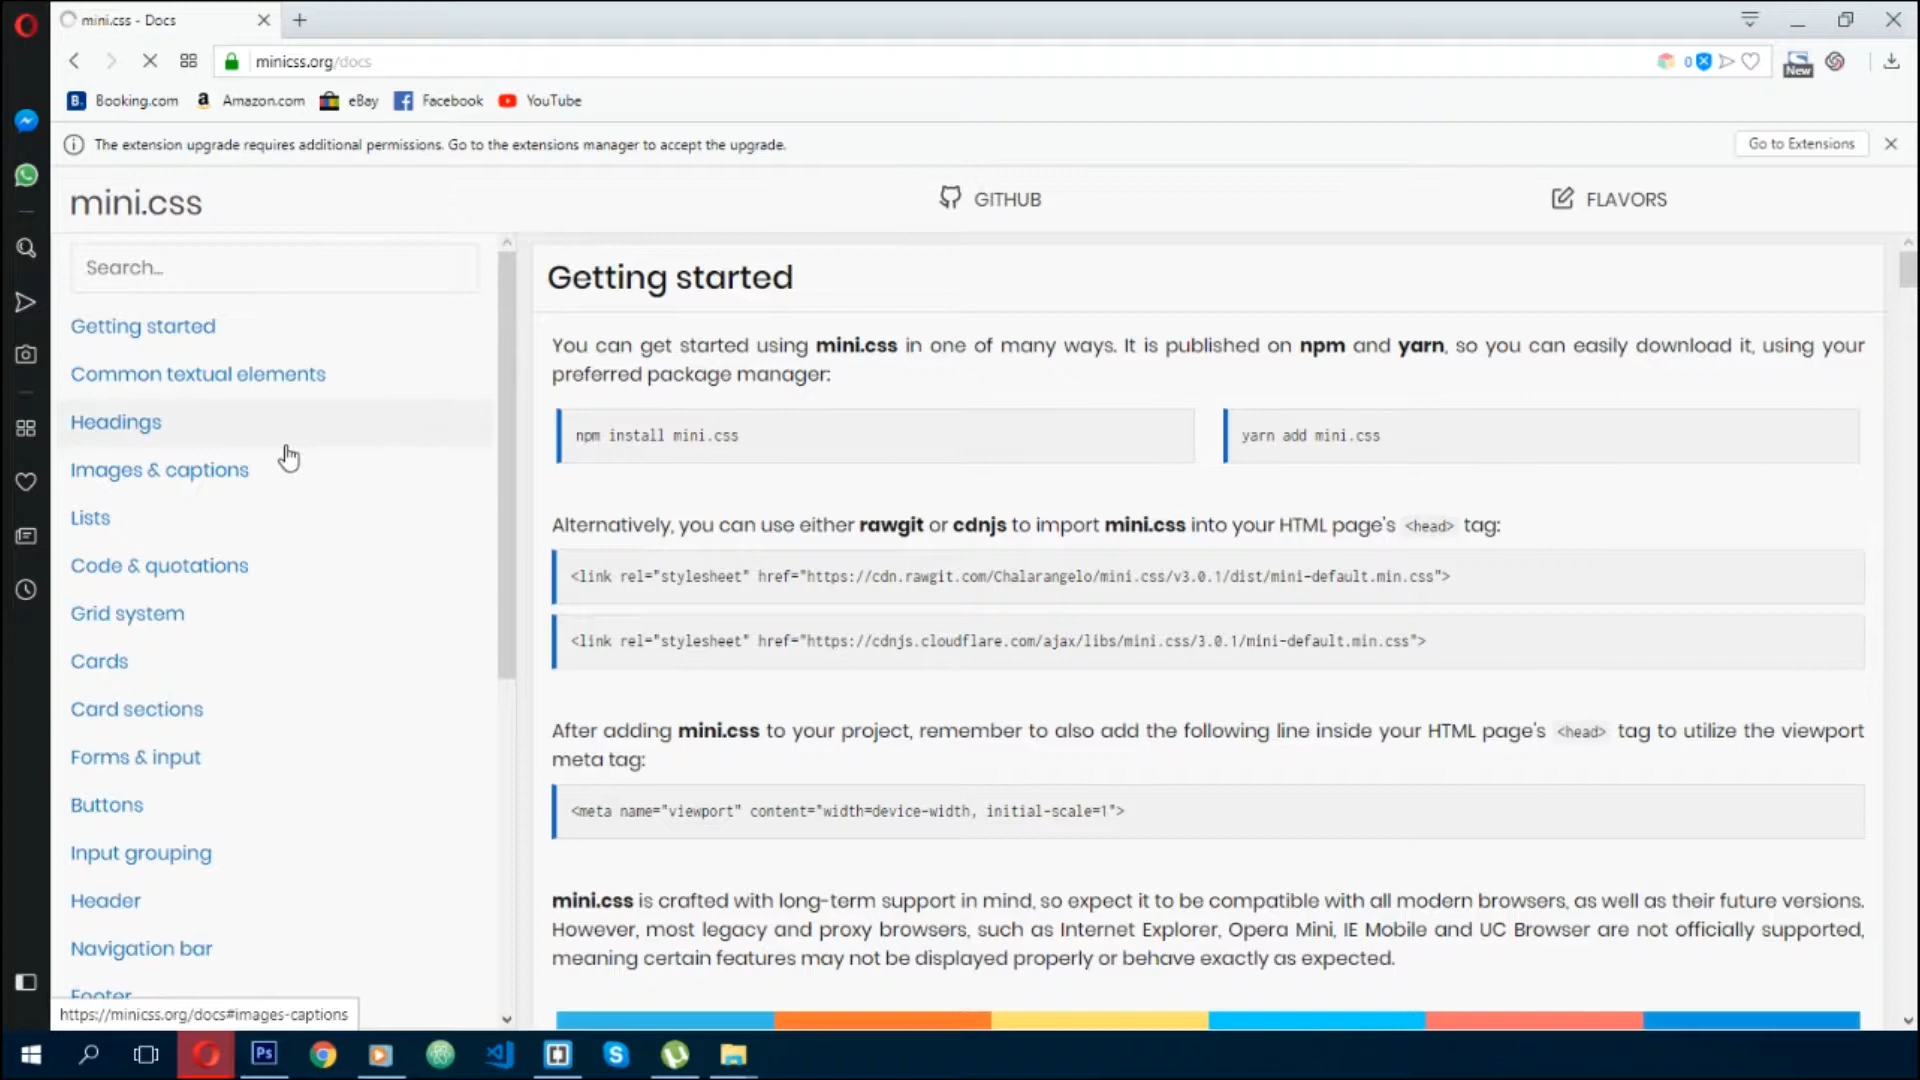 mini.css - Docs
minicss.org/docs
0
New
B. Booking.com
a Amazon.com
eBay
Facebook
YouTube
The extension upgrade requires additional permissions. Go to the extensions manager to accept the upgrade.
Go to Extensions
mini.css
GITHUB
FLAVORS
Search...
Getting started
Common textual elements
Headings
Images & captions
Lists
Code & quotations
Grid system
Cards
Card sections
Forms & input
Buttons
Input grouping
Header
Navigation bar
Footer
https://minicss.org/docs#images-captions
Getting started
You can get started using mini.css in one of many ways. It is published on npm and yarn, so you can easily download it, using your
preferred package manager:
npm install mini.css
yarn add mini.css
Alternatively, you can use either rawgit or cdnjs to import mini.css into your HTML page's <head> tag:
<link rel="stylesheet" href="https://cdn.rawgit.com/Chalarangelo/mini.css/v3.0.1/dist/mini-default.min.css">
<link rel="stylesheet" href="https://cdnjs.cloudflare.com/ajax/libs/mini.css/3.0.1/mini-default.min.css">
After adding mini.css to your project, remember to also add the following line inside your HTML page's <head> tag to utilize the viewport
meta tag:
<meta name="viewport" content="width=device-width, initial-scale=1">
mini.css is crafted with long-term support in mind, so expect it to be compatible with all modern browsers, as well as their future versions.
However, most legacy and proxy browsers, such as Internet Explorer, Opera Mini, IE Mobile and UC Browser are not officially supported,
meaning certain features may not be displayed properly or behave exactly as expected.
Ps